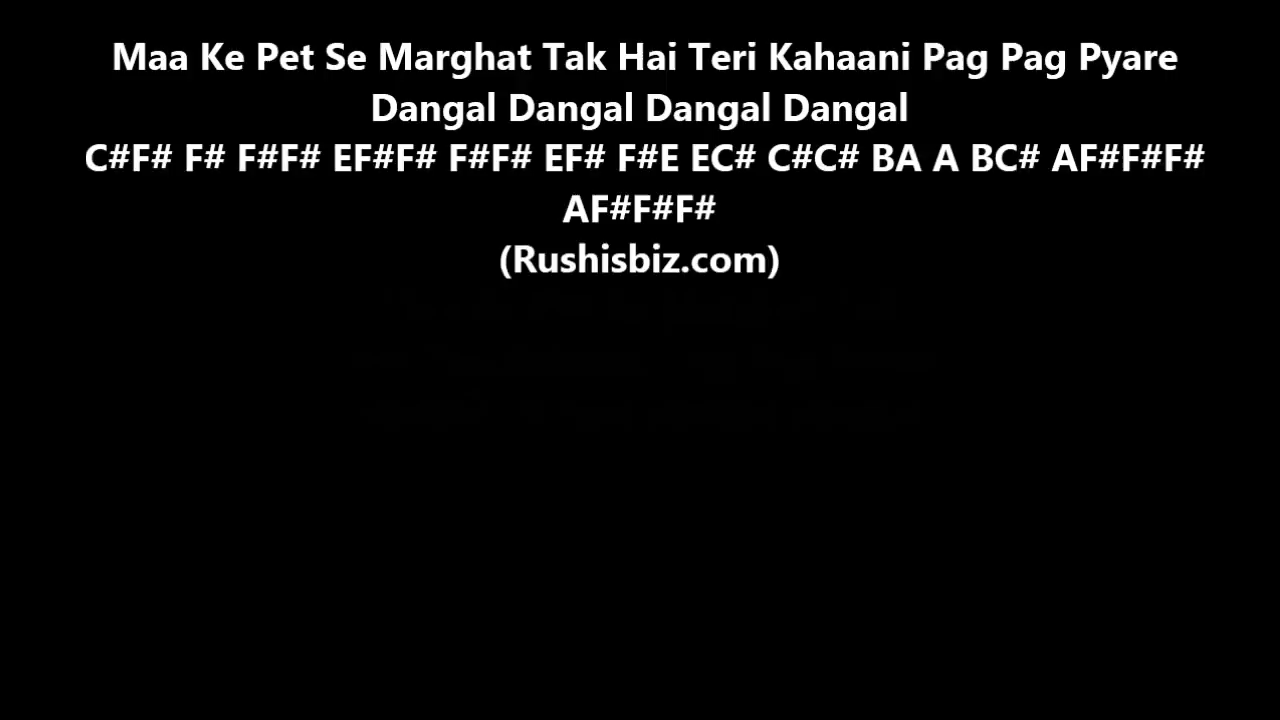 Maa Ke Pet Se Marghat Tak Hai Teri Kahaani Pag Pag Pyare
Dangal Dangal Dangal Dangal
C#F# F# F#F# EF#F# F#F# EF# F#E EC# C#C# BA A BC# AF#F#F#
AF#F#F#
(Rushisbiz.com)